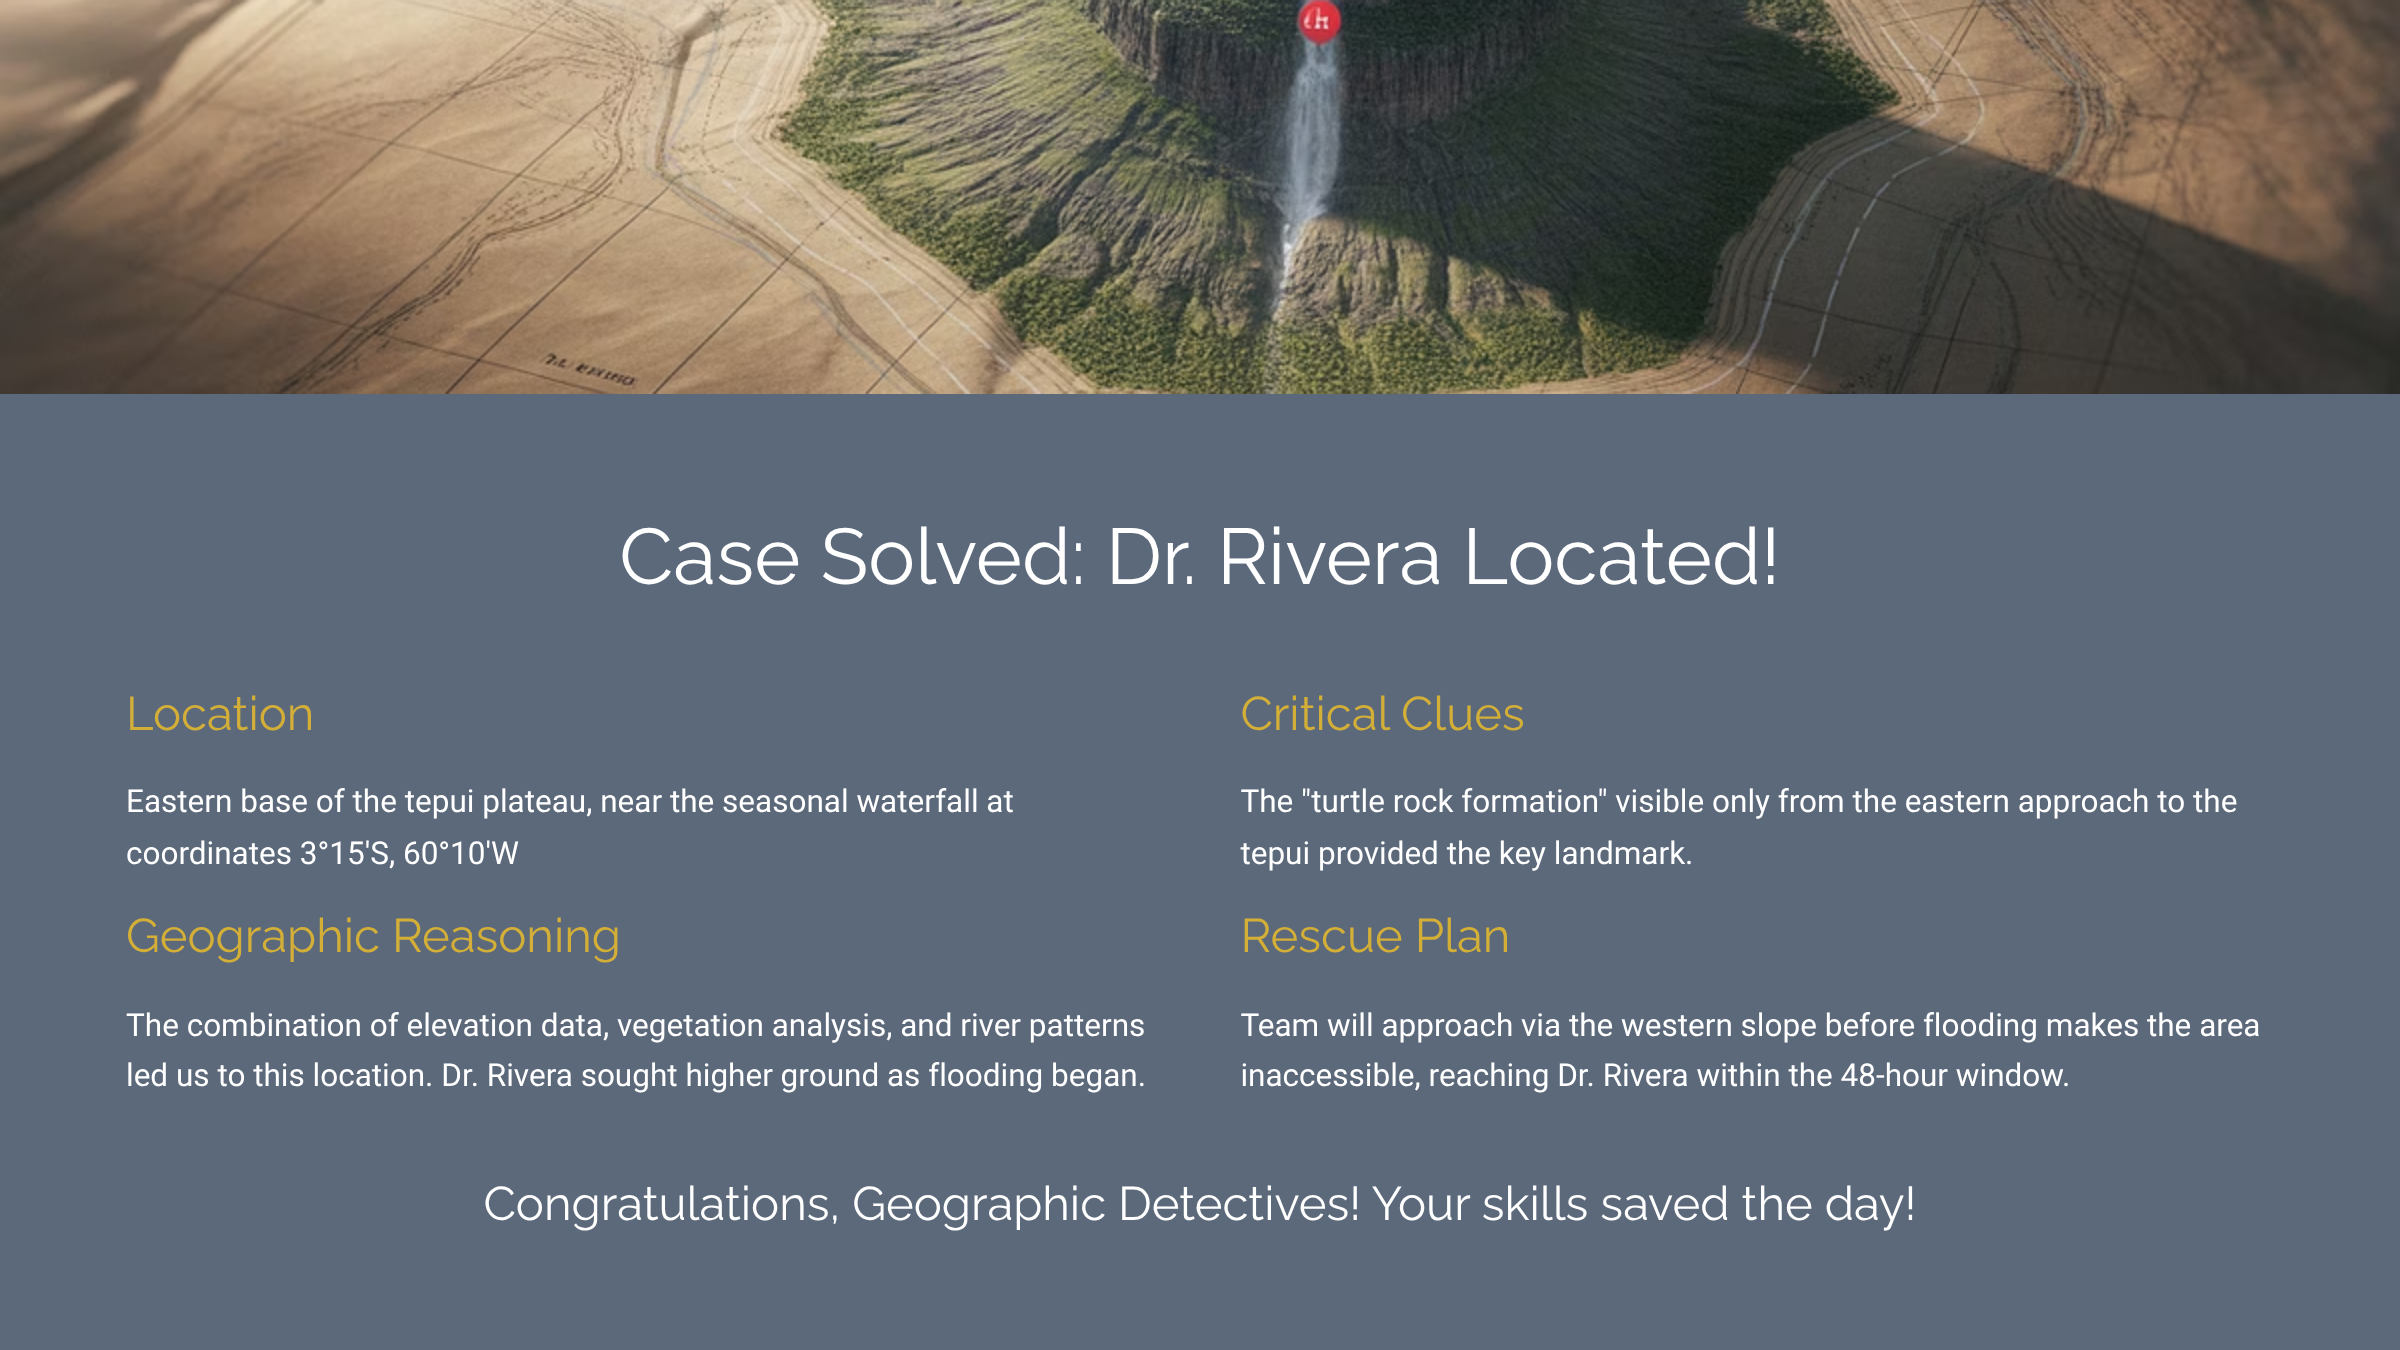 Case Solved: Dr. Rivera Located!
Location
Eastern base of the tepui plateau, near the seasonal waterfall at
coordinates 3°15'S, 60°10'W
Critical Clues
The "turtle rock formation" visible only from the eastern approach to the
tepui provided the key landmark.
Geographic Reasoning
The combination of elevation data, vegetation analysis, and river patterns
led us to this location. Dr. Rivera sought higher ground as flooding began.
Rescue Plan
Team will approach via the western slope before flooding makes the area
inaccessible, reaching Dr. Rivera within the 48-hour window.
Congratulations, Geographic Detectives! Your skills saved the day!